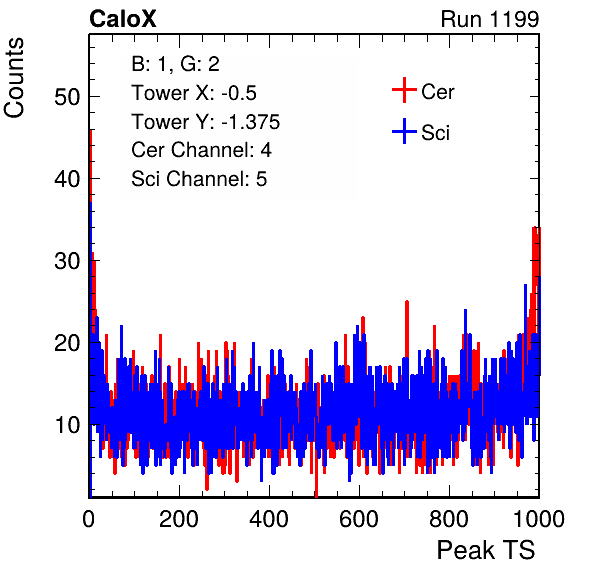 CaloX Run 1199
Counts
B: 1, G: 2
Tower X: -0.5
Tower Y: -1.375
Cer Channel: 4
Sci Channel: 5
Cer
Sci
50
40
30
20
10
0 200 400 600 800 1000
Peak TS